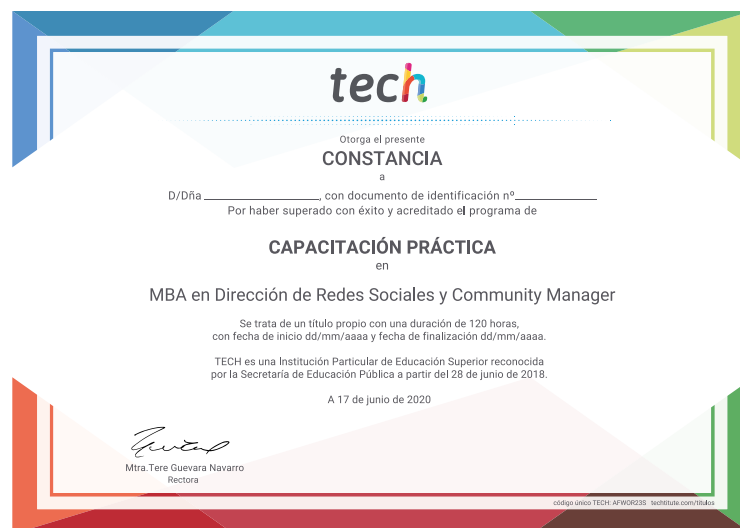 tech
Otorga el presente
CONSTANCIA
a
D/Dña ____________________, con documento de identificación nº______________
Por haber superado con éxito y acreditado el programa de
CAPACITACIÓN PRÁCTICA
en
MBA en Dirección de Redes Sociales y Community Manager
Se trata de un título propio con una duración de 120 horas,
con fecha de inicio dd/mm/aaaa y fecha de finalización dd/mm/aaaa.
TECH es una Institución Particular de Educación Superior reconocida
por la Secretaría de Educación Pública a partir del 28 de junio de 2018.
A 17 de junio de 2020
Mtra.Tere Guevara Navarro
Rectora
código único TECH: AFWOR23S techtitute.com/títulos